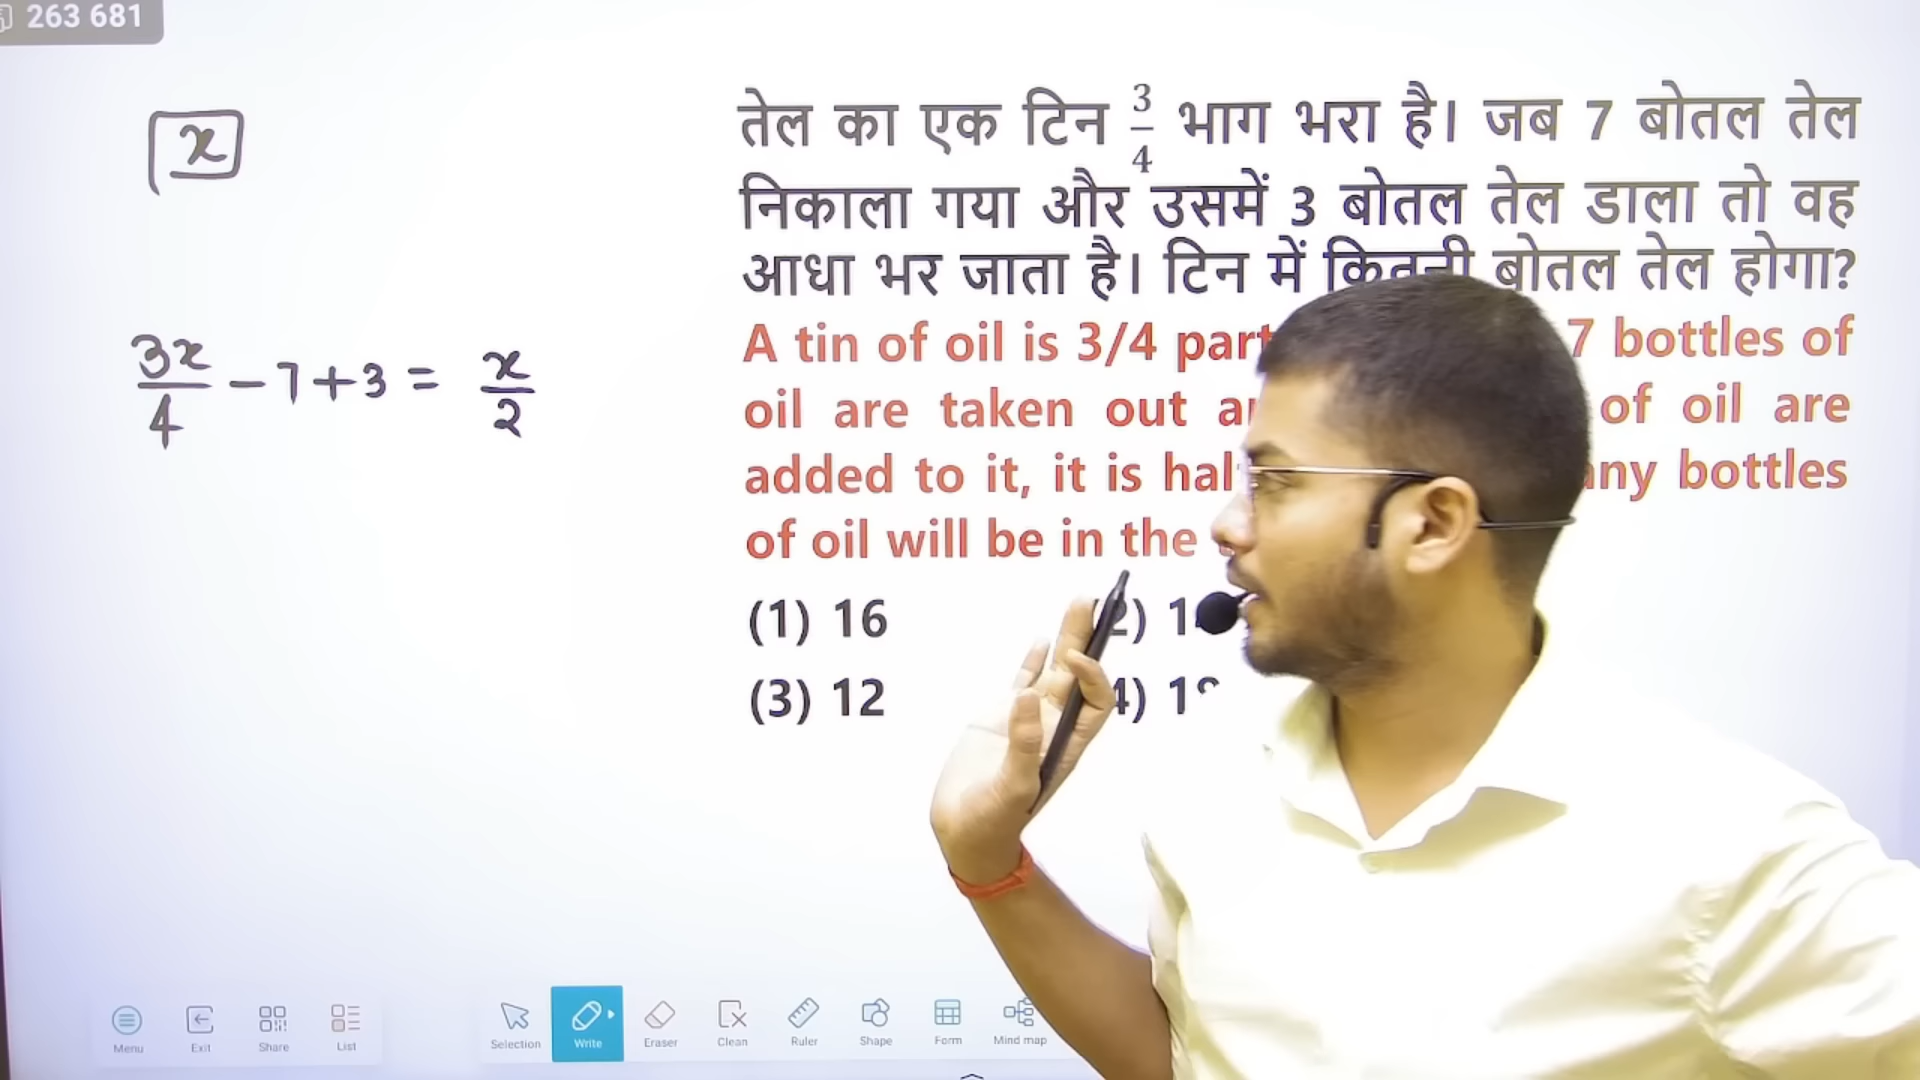 263 681
x
तेल का एक टिन 3/4 भाग भरा है। जब 7 बोतल तेल
निकाला गया और उसमें 3 बोतल तेल डाला तो वह
आधा भर जाता है। टिन में कितनी बोतल तेल होगा?
3x/4 - 7 + 3 = x/2
A tin of oil is 3/4 part 7 bottles of
oil are taken out of oil are
added to it, it is bottles
of oil will be in the
(1) 16 (2)
(3) 12 (4)
Menu Exit Share List Selection Write Eraser Clean Ruler Shape Form Mind map